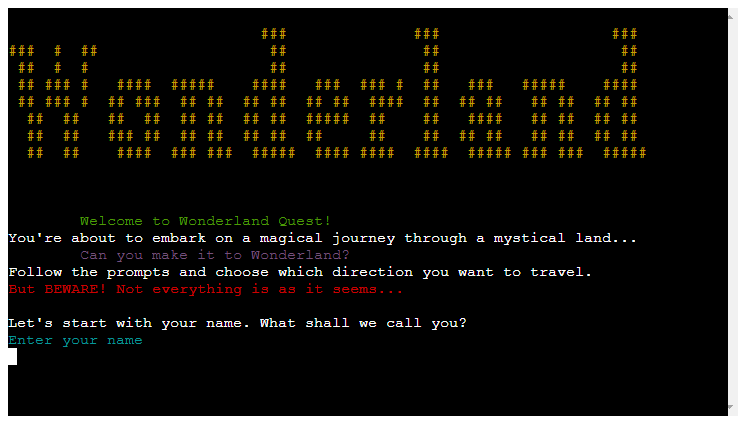 Wonderland
Welcome to Wonderland Quest!
You're about to embark on a magical journey through a mystical land...
Can you make it to Wonderland?
Follow the prompts and choose which direction you want to travel.
But BEWARE! Not everything is as it seems...
Let's start with your name. What shall we call you?
Enter your name